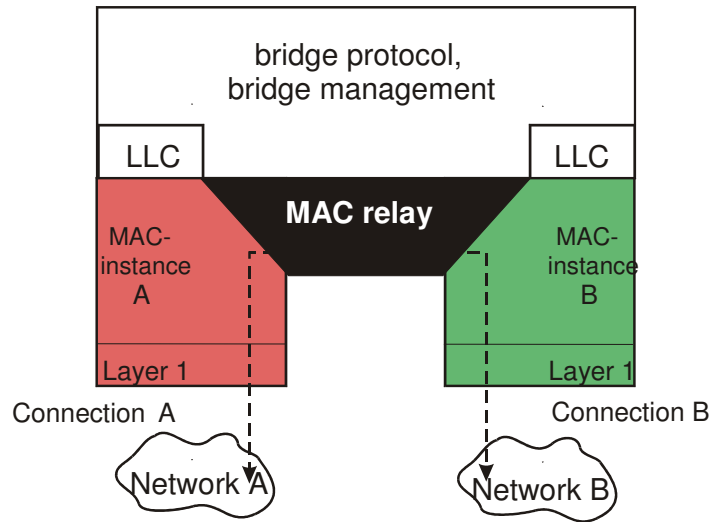 bridge protocol,
bridge management
LLC
LLC
MAC relay
MAC-
instance
A
MAC-
instance
B
Layer 1
Layer 1
Connection A
Connection B
Network A
Network B